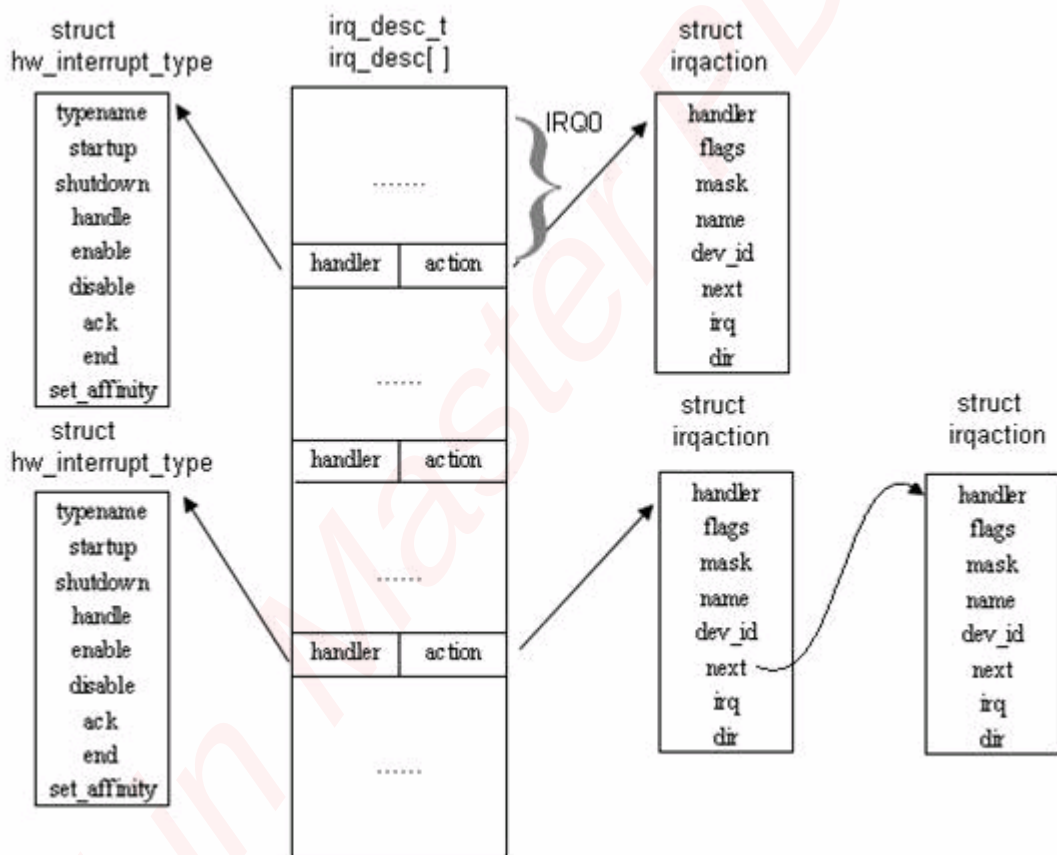 struct
hw_interrupt_type
typename
startup
shutdown
handle
enable
disable
ack
end
set_affinity
struct
hw_interrupt_type
typename
startup
shutdown
handle
enable
disable
ack
end
set_affinity
irq_desc_t
irq_desc[ ]
IRQ0
.......
handler action
.......
handler action
.......
handler action
.......
struct
irqaction
handler
flags
mask
name
dev_id
next
irq
dir
struct
irqaction
handler
flags
mask
name
dev_id
next
irq
dir
struct
irqaction
handler
flags
mask
name
dev_id
next
irq
dir
in Master